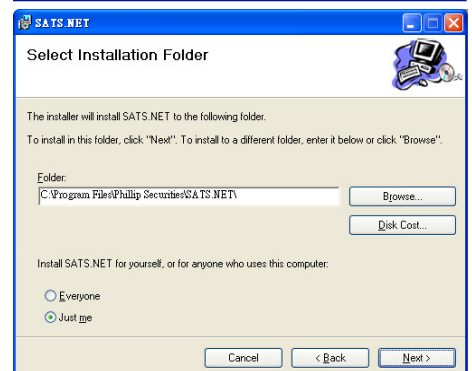 SATS.NET
Select Installation Folder
The installer will install SATS.NET to the following folder.
To install in this folder, click "Next". To install to a different folder, enter it below or click "Browse".
Folder:
C:\Program Files\Phillip Securities\SATS.NET\
Browse...
Disk Cost...
Install SATS.NET for yourself, or for anyone who uses this computer:
Everyone
Just me
Cancel
< Back
Next >